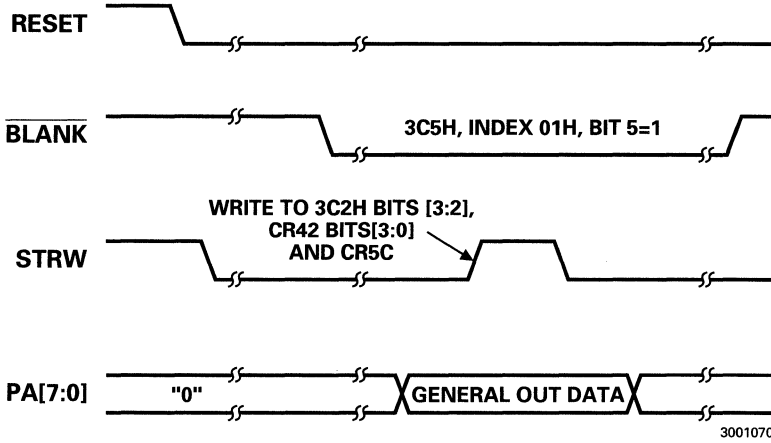 RESET
BLANK
3C5H, INDEX 01H, BIT 5=1
WRITE TO 3C2H BITS [3:2],
CR42 BITS[3:0]
AND CR5C
STRW
PA[7:0]
"0"
GENERAL OUT DATA
3001070